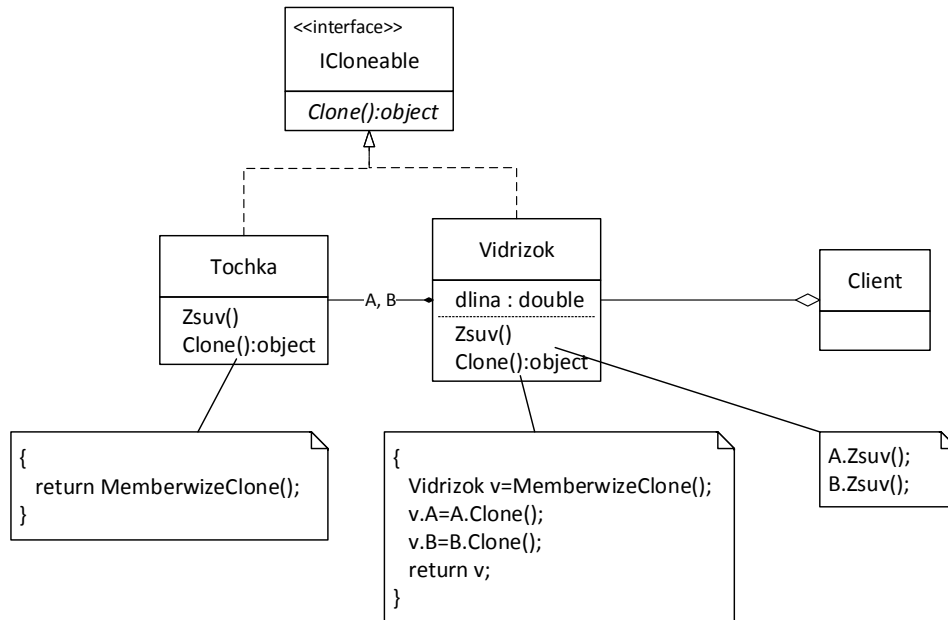 <<interface>>
ICloneable
Clone():object
Tochka
Zsuv()
Clone():object
A, B
Vidrizok
dlina : double
Zsuv()
Clone():object
Client
{
return MemberwizeClone();
}
{
Vidrizok v=MemberwizeClone();
v.A=A.Clone();
v.B=B.Clone();
return v;
}
A.Zsuv();
B.Zsuv();